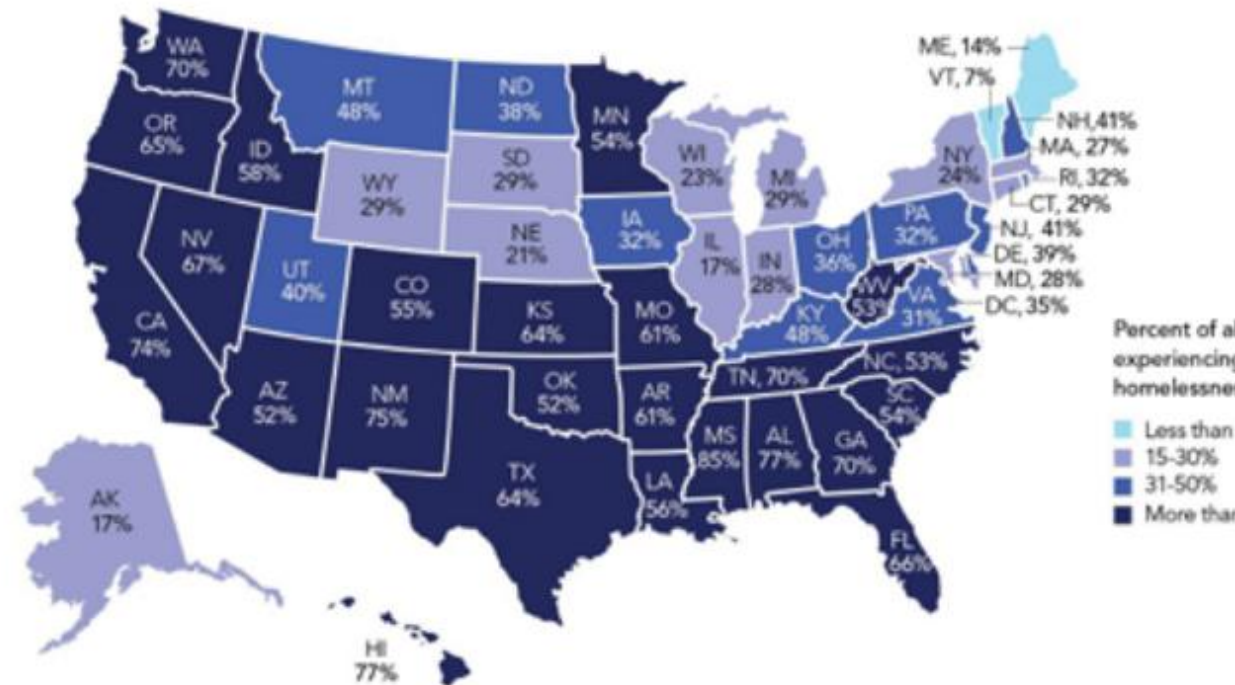 WA
70%
MT
48%
ND
38%
MN
54%
ME, 14%
VT, 7%
NH,41%
MA, 27%
RI, 32%
CT, 29%
NJ, 41%
DE, 39%
MD, 28%
DC, 35%
OR
65%
ID
58%
WY
29%
SD
29%
WI
23%
MI
29%
NY
24%
PA
32%
NV
67%
UT
40%
CO
55%
NE
21%
IA
32%
IL
17%
IN
28%
OH
36%
WV
53%
VA
31%
KY
48%
CA
74%
AZ
52%
NM
75%
KS
64%
MO
61%
OK
52%
AR
61%
TN, 70%
NC, 53%
SC
54%
MS
85%
AL
77%
GA
70%
TX
64%
LA
56%
FL
66%
AK
17%
HI
77%
Percent of
experiencing
Less than
15-30%
31-50%
More